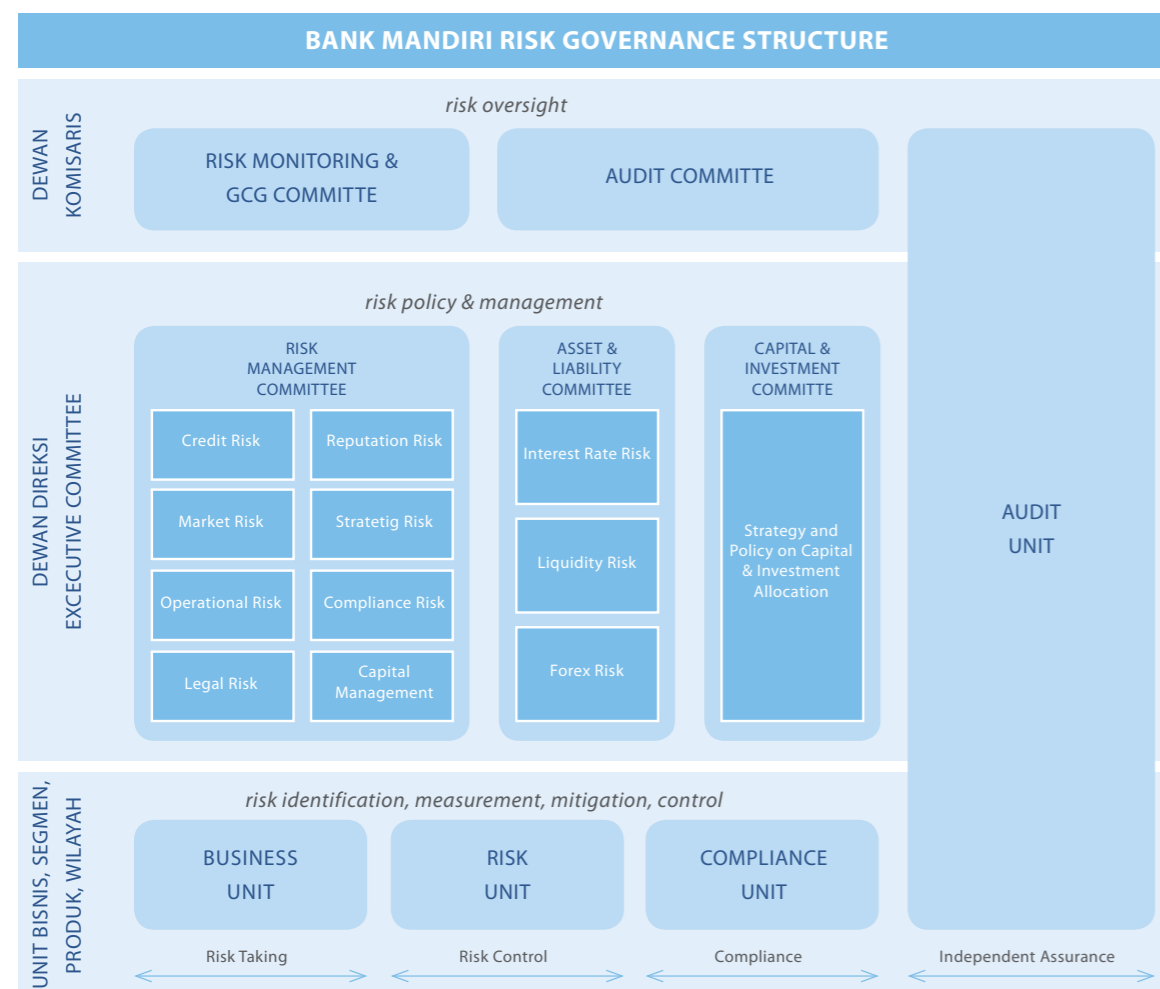 BANK MANDIRI RISK GOVERNANCE STRUCTURE
DEWAN
KOMISARIS
risk oversight
RISK MONITORING &
GCG COMMITTE
AUDIT COMMITTE
DEWAN DIREKSI
EXCECUTIVE COMMITTEE
risk policy & management
RISK
MANAGEMENT
COMMITTEE
Credit Risk
Reputation Risk
Market Risk
Stratetig Risk
Operational Risk
Compliance Risk
Legal Risk
Capital
Management
ASSET &
LIABILITY
COMMITTEE
Interest Rate Risk
Liquidity Risk
Forex Risk
CAPITAL &
INVESTMENT
COMMITTE
Strategy and
Policy on Capital
& Investment
Allocation
AUDIT
UNIT
UNIT BISNIS, SEGMEN,
PRODUK, WILAYAH
risk identification, measurement, mitigation, control
BUSINESS
UNIT
RISK
UNIT
COMPLIANCE
UNIT
Risk Taking
Risk Control
Compliance
Independent Assurance